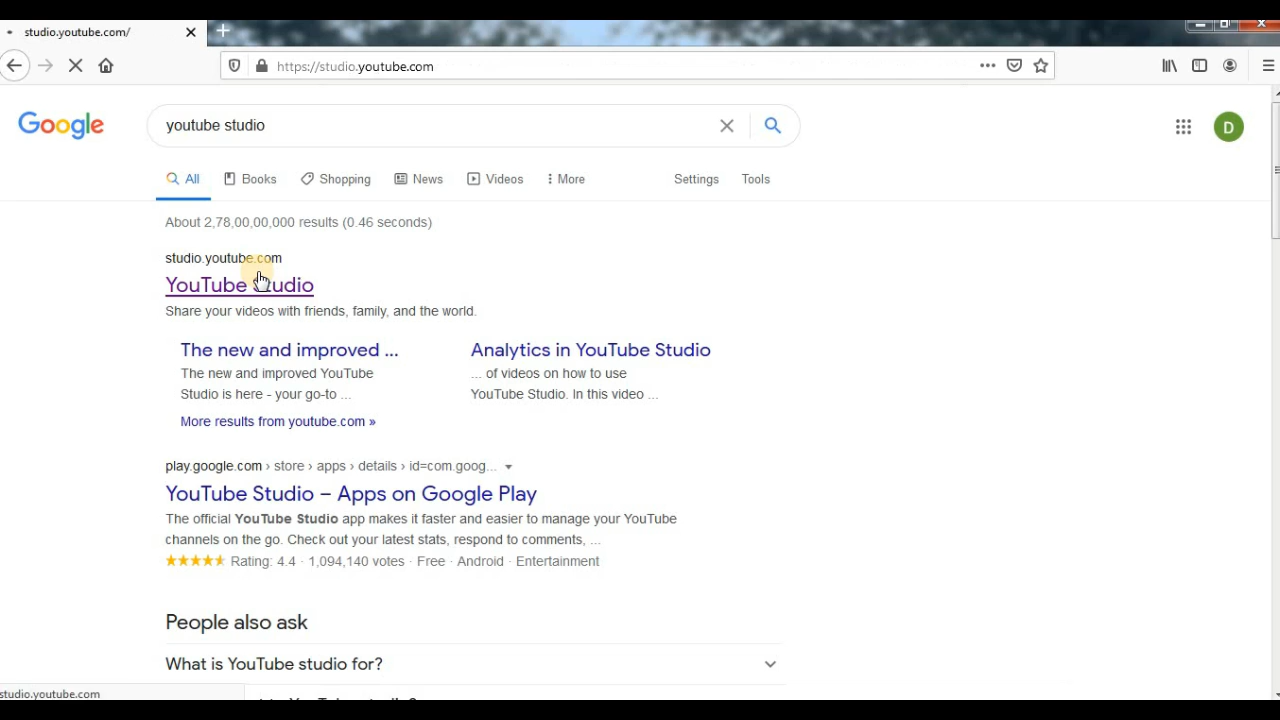 studio.youtube.com/
https://studio.youtube.com
Google
youtube studio
D
All
Books
Shopping
News
Videos
More
Settings
Tools
About 2,78,00,00,000 results (0.46 seconds)
studio.youtube.com
YouTube Studio
Share your videos with friends, family, and the world.
The new and improved ...
Analytics in YouTube Studio
The new and improved YouTube
Studio is here - your go-to ...
... of videos on how to use
YouTube Studio. In this video ...
More results from youtube.com »
play.google.com › store › apps › details › id=com.goog...
YouTube Studio – Apps on Google Play
The official YouTube Studio app makes it faster and easier to manage your YouTube
channels on the go. Check out your latest stats, respond to comments, ...
Rating: 4.4 · 1,094,140 votes · Free · Android · Entertainment
People also ask
What is YouTube studio for?
studio.youtube.com